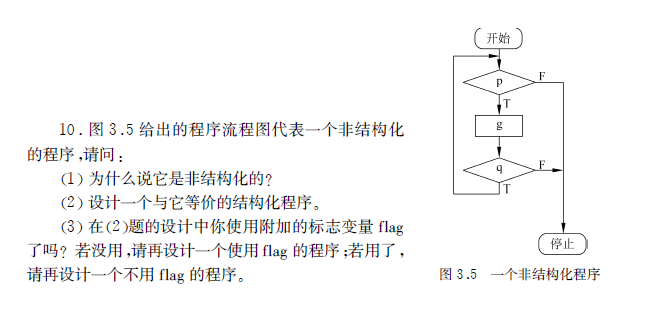 10.图 3.5 给出的程序流程图代表一个非结构化
的程序,请问:
(1) 为什么说它是非结构化的?
(2) 设计一个与它等价的结构化程序。
(3) 在(2)题的设计中你使用附加的标志变量 flag
了吗? 若没用,请再设计一个使用 flag 的程序;若用了,
请再设计一个不用 flag 的程序。
开始
p
F
T
g
q
F
T
停止
图 3.5 一个非结构化程序